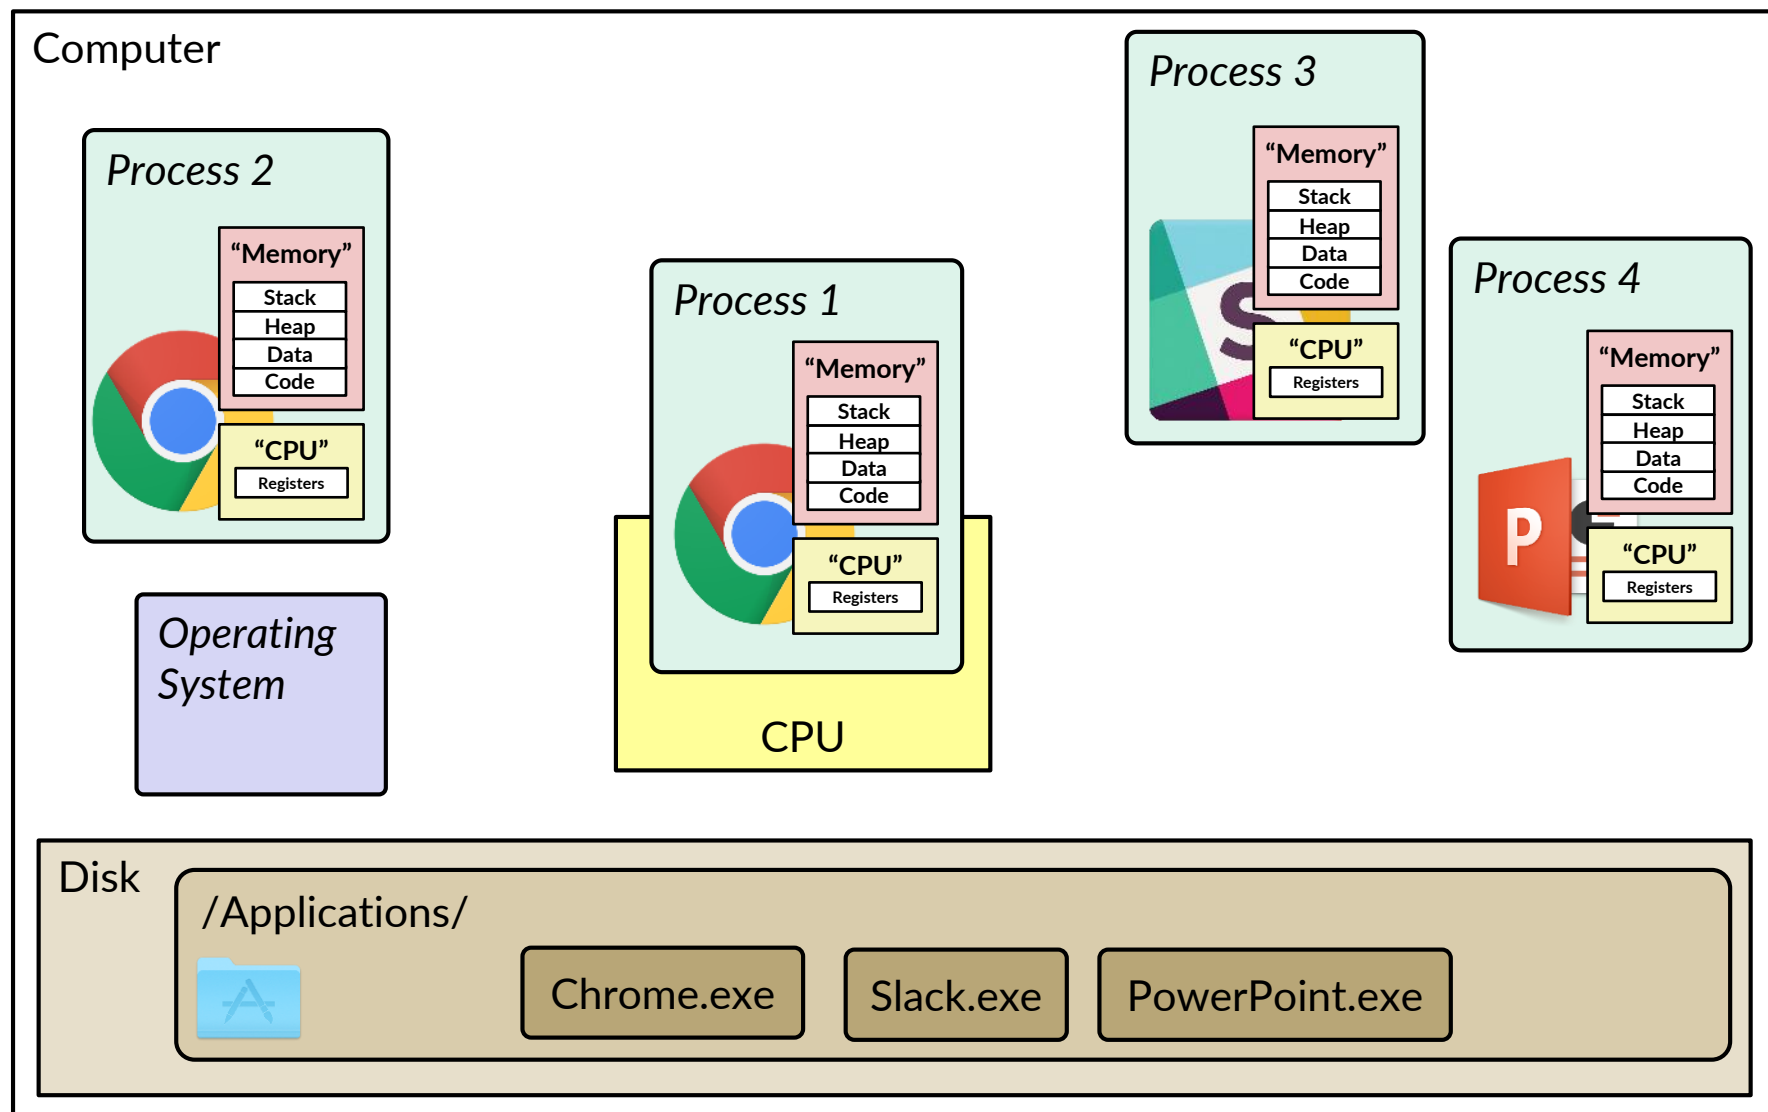 Computer
Process 2
“Memory”
Stack
Heap
Data
Code
“CPU”
Registers
Process 1
“Memory”
Stack
Heap
Data
Code
“CPU”
Registers
CPU
Process 3
“Memory”
Stack
Heap
Data
Code
“CPU”
Registers
S
Process 4
“Memory”
Stack
Heap
Data
Code
“CPU”
Registers
P
Operating
System
Disk
/Applications/
Chrome.exe
Slack.exe
PowerPoint.exe